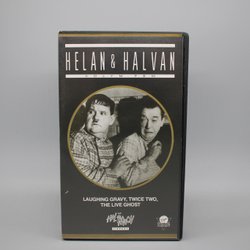 HELAN & HALVAN
LAUGHING GRAVY, TWICE TWO,
THE LIVE GHOST